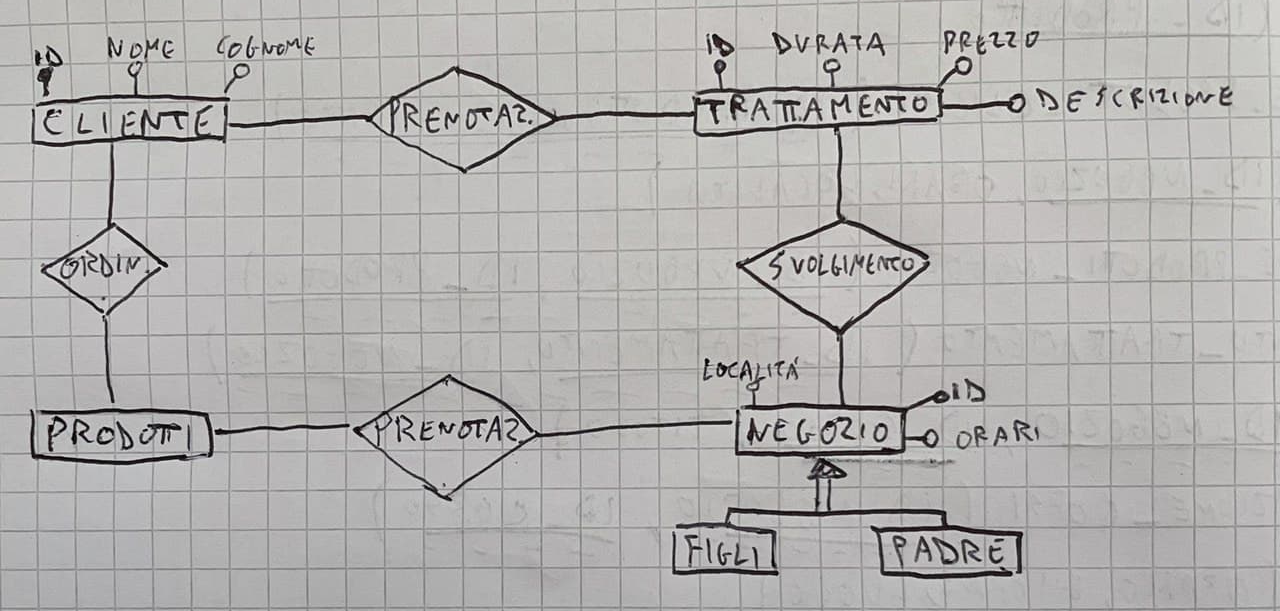 ID NOME COGNOME
ID DURATA PREZZO
CLIENTE
PRENOTAZ.
TRATTAMENTO
DESCRIZIONE
ORDIN.
SVOLGIMENTO
LOCALITÁ
ID
PRODOTTI
PRENOTAZ.
NEGOZIO
ORARI
FIGLI
PADRE